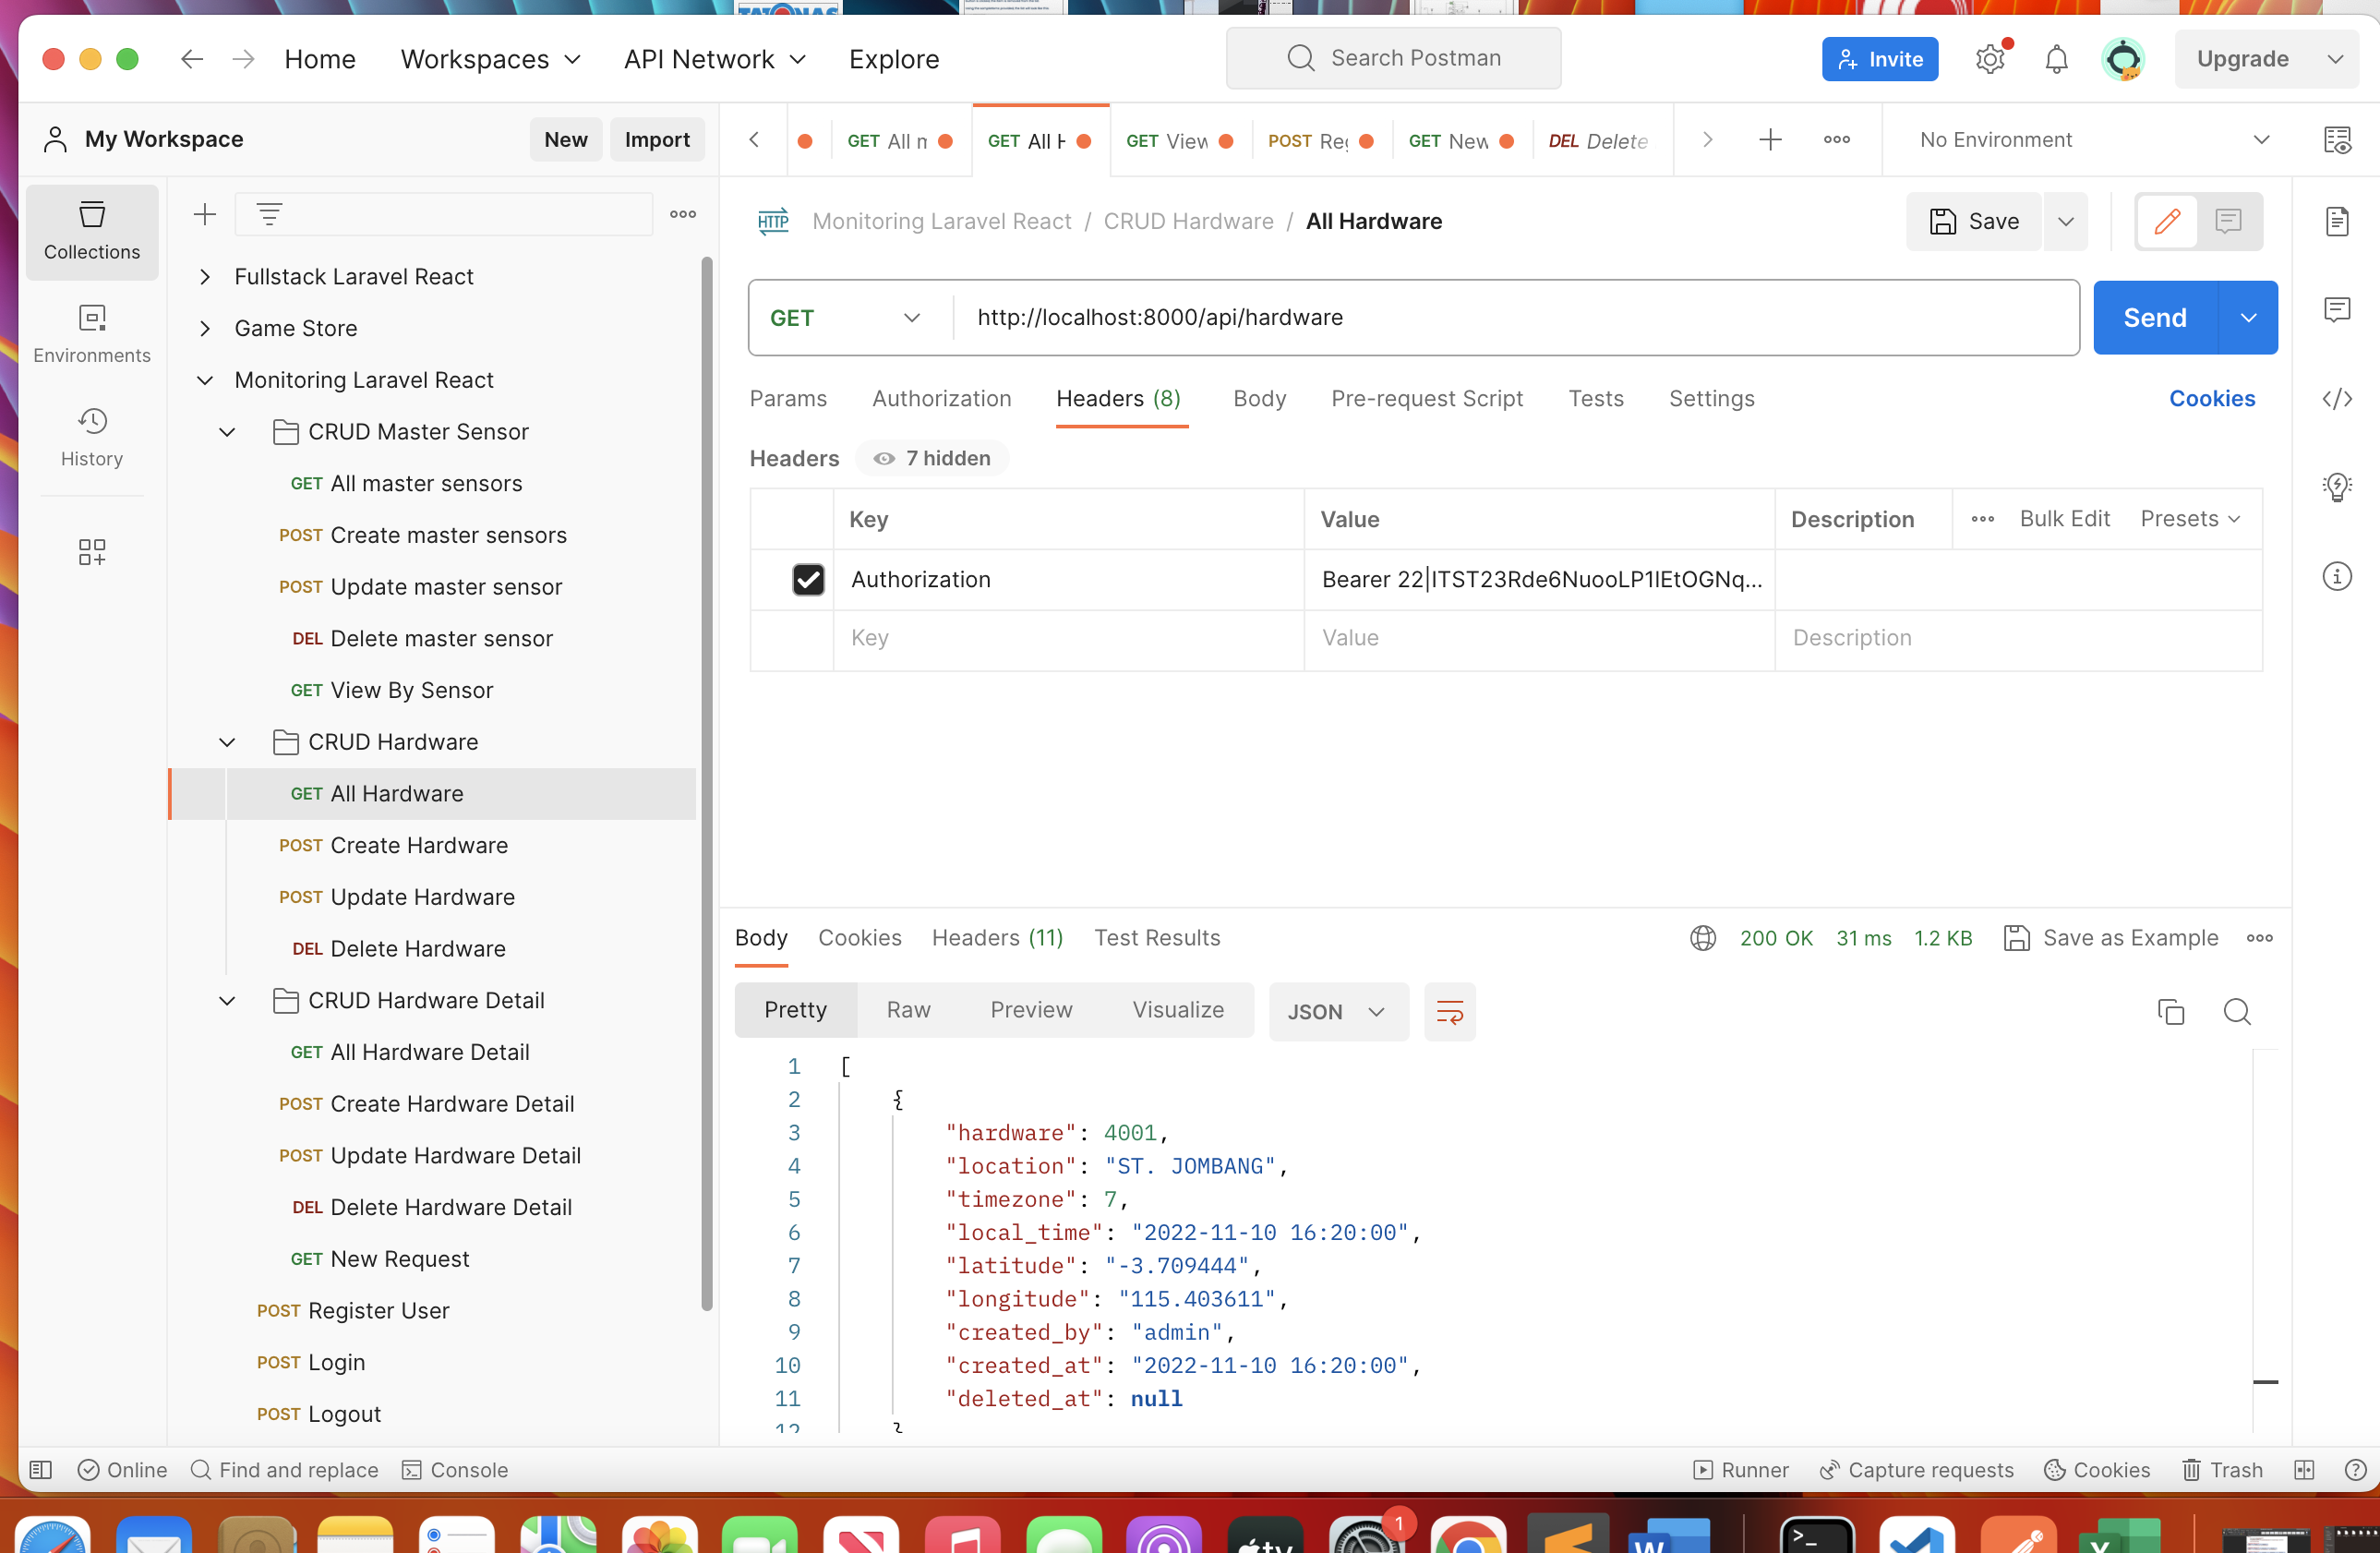 TATONAS
Home
Workspaces
API Network
Explore
Search Postman
Invite
Upgrade
My Workspace
New
Import
GET All m
GET All H
GET View
POST Reg
GET New
DEL Delete
No Environment
Collections
Environments
History
Fullstack Laravel React
Game Store
Monitoring Laravel React
CRUD Master Sensor
GET All master sensors
POST Create master sensors
POST Update master sensor
DEL Delete master sensor
GET View By Sensor
CRUD Hardware
GET All Hardware
POST Create Hardware
POST Update Hardware
DEL Delete Hardware
CRUD Hardware Detail
GET All Hardware Detail
POST Create Hardware Detail
POST Update Hardware Detail
DEL Delete Hardware Detail
GET New Request
POST Register User
POST Login
POST Logout
HTTP Monitoring Laravel React / CRUD Hardware / All Hardware
Save
GET
http://localhost:8000/api/hardware
Send
Params
Authorization
Headers (8)
Body
Pre-request Script
Tests
Settings
Cookies
Headers
7 hidden
Key
Value
Description
Bulk Edit
Presets
Authorization
Bearer 22|ITST23Rde6NuooLP1lEtOGNq...
Key
Value
Description
Body
Cookies
Headers (11)
Test Results
200 OK
31 ms
1.2 KB
Save as Example
Pretty
Raw
Preview
Visualize
JSON
1 [
2 {
3 "hardware": 4001,
4 "location": "ST. JOMBANG",
5 "timezone": 7,
6 "local_time": "2022-11-10 16:20:00",
7 "latitude": "-3.709444",
8 "longitude": "115.403611",
9 "created_by": "admin",
10 "created_at": "2022-11-10 16:20:00",
11 "deleted_at": null
12 }
Online
Find and replace
Console
Runner
Capture requests
Cookies
Trash
1
tv
W
X